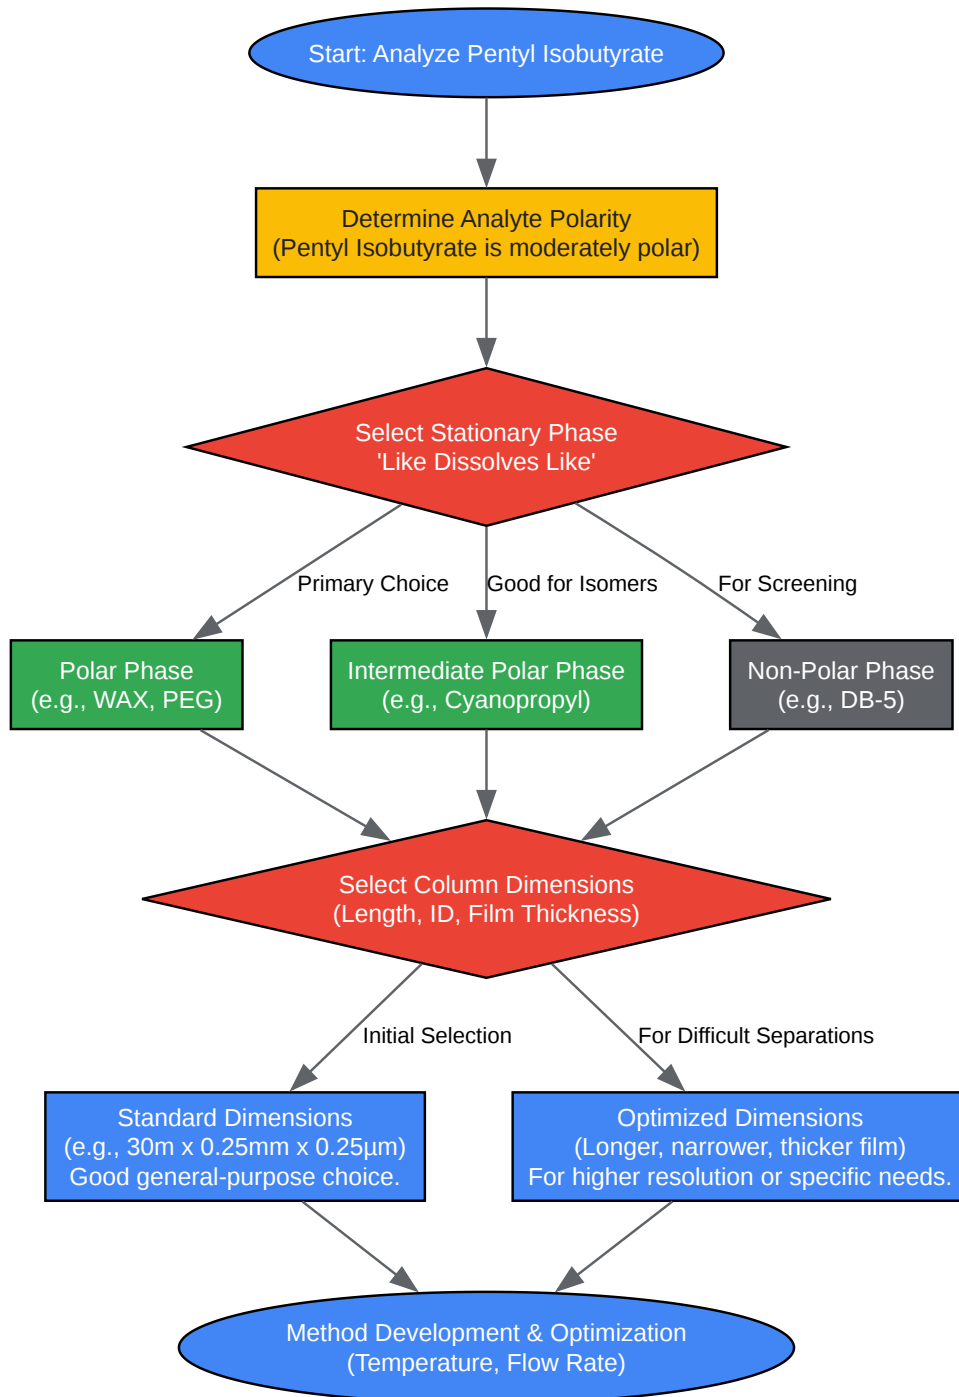 Start: Analyze Pentyl Isobutyrate
Determine Analyte Polarity
(Pentyl Isobutyrate is moderately polar)
Select Stationary Phase
'Like Dissolves Like'
Primary Choice
Good for Isomers
For Screening
Polar Phase
(e.g., WAX, PEG)
Intermediate Polar Phase
(e.g., Cyanopropyl)
Non-Polar Phase
(e.g., DB-5)
Select Column Dimensions
(Length, ID, Film Thickness)
Initial Selection
For Difficult Separations
Standard Dimensions
(e.g., 30m x 0.25mm x 0.25µm)
Good general-purpose choice.
Optimized Dimensions
(Longer, narrower, thicker film)
For higher resolution or specific needs.
Method Development & Optimization
(Temperature, Flow Rate)